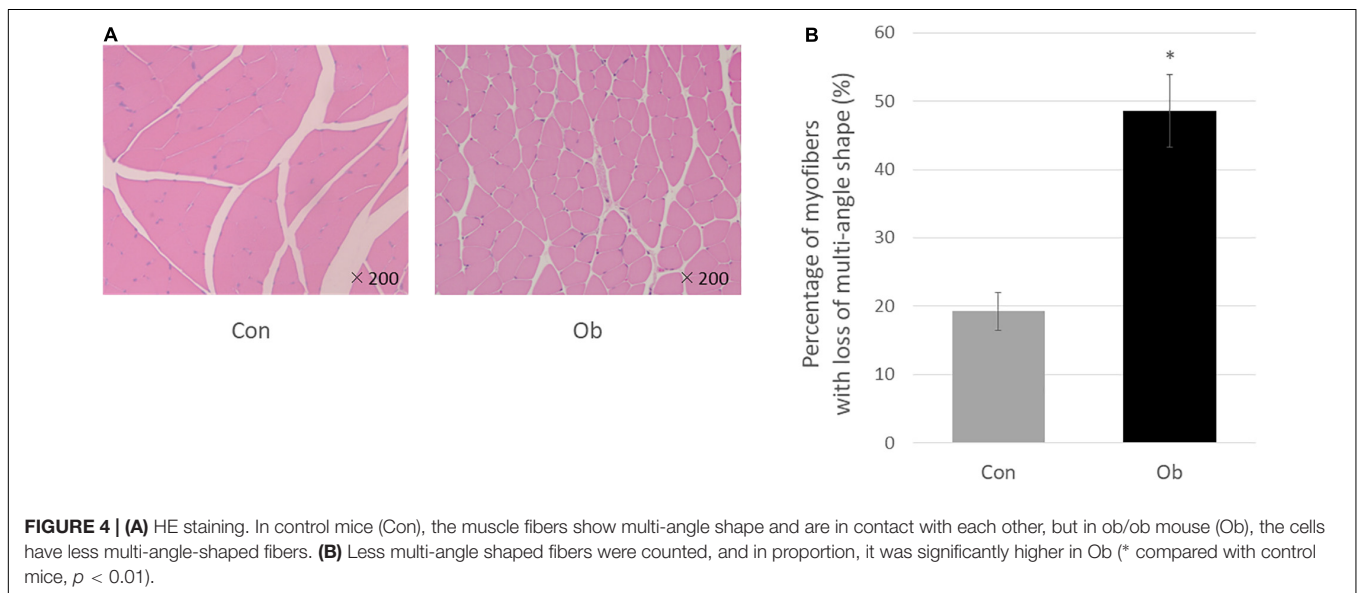 A
× 200
× 200
Con
Ob
B
Percentage of myofibers
with loss of multi-angle shape (%)
60
50
40
30
20
10
0
*
Con
Ob
FIGURE 4 | (A) HE staining. In control mice (Con), the muscle fibers show multi-angle shape and are in contact with each other, but in ob/ob mouse (Ob), the cells
have less multi-angle-shaped fibers. (B) Less multi-angle shaped fibers were counted, and in proportion, it was significantly higher in Ob (* compared with control
mice, p < 0.01).